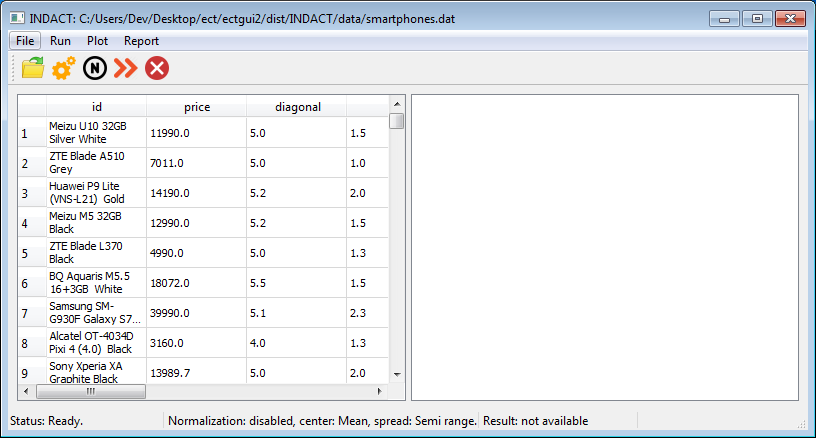 INDACT: C:/Users/Dev/Desktop/ect/ectgui2/dist/INDACT/data/smartphones.dat
File Run Plot Report
N
id price diagonal
1 Meizu U10 32GB Silver White 11990.0 5.0 1.5
2 ZTE Blade A510 Grey 7011.0 5.0 1.0
3 Huawei P9 Lite (VNS-L21) Gold 14190.0 5.2 2.0
4 Meizu M5 32GB Black 12990.0 5.2 1.5
5 ZTE Blade L370 Black 4990.0 5.0 1.3
6 BQ Aquaris M5.5 16+3GB White 18072.0 5.5 1.5
7 Samsung SM-G930F Galaxy S7... 39990.0 5.1 2.3
8 Alcatel OT-4034D Pixi 4 (4.0) Black 3160.0 4.0 1.3
9 Sony Xperia XA Graphite Black 13989.7 5.0 2.0
Status: Ready. Normalization: disabled, center: Mean, spread: Semi range. Result: not available